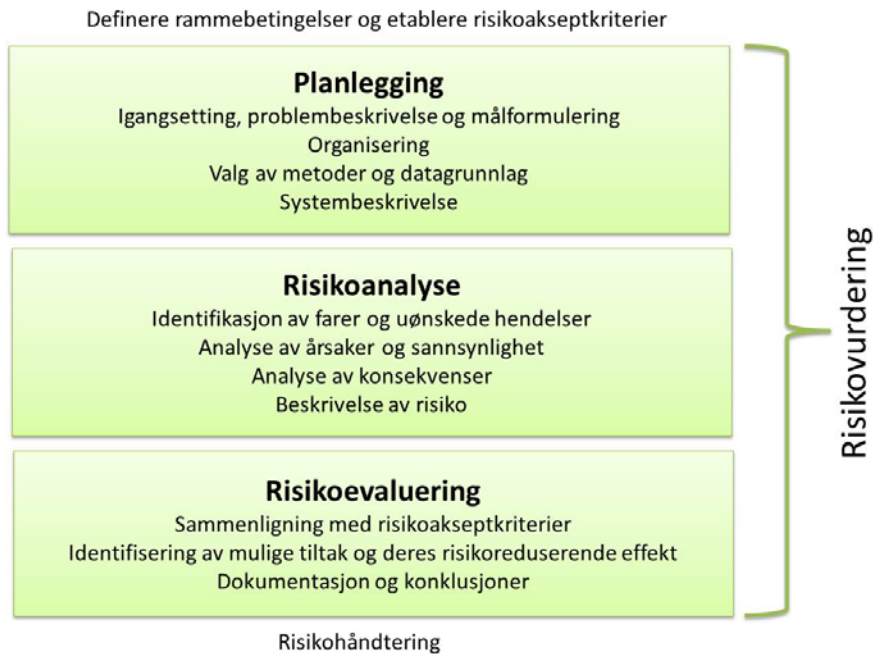 Definere rammebetingelser og etablere risikoakseptkriterier
Planlegging
Igangsetting, problembeskrivelse og målformulering
Organisering
Valg av metoder og datagrunnlag
Systembeskrivelse
Risikoanalyse
Identifikasjon av farer og uønskede hendelser
Analyse av årsaker og sannsynlighet
Analyse av konsekvenser
Beskrivelse av risiko
Risikoevaluering
Sammenligning med risikoakseptkriterier
Identifisering av mulige tiltak og deres risikoreduserende effekt
Dokumentasjon og konklusjoner
Risikohåndtering
Risikovurdering